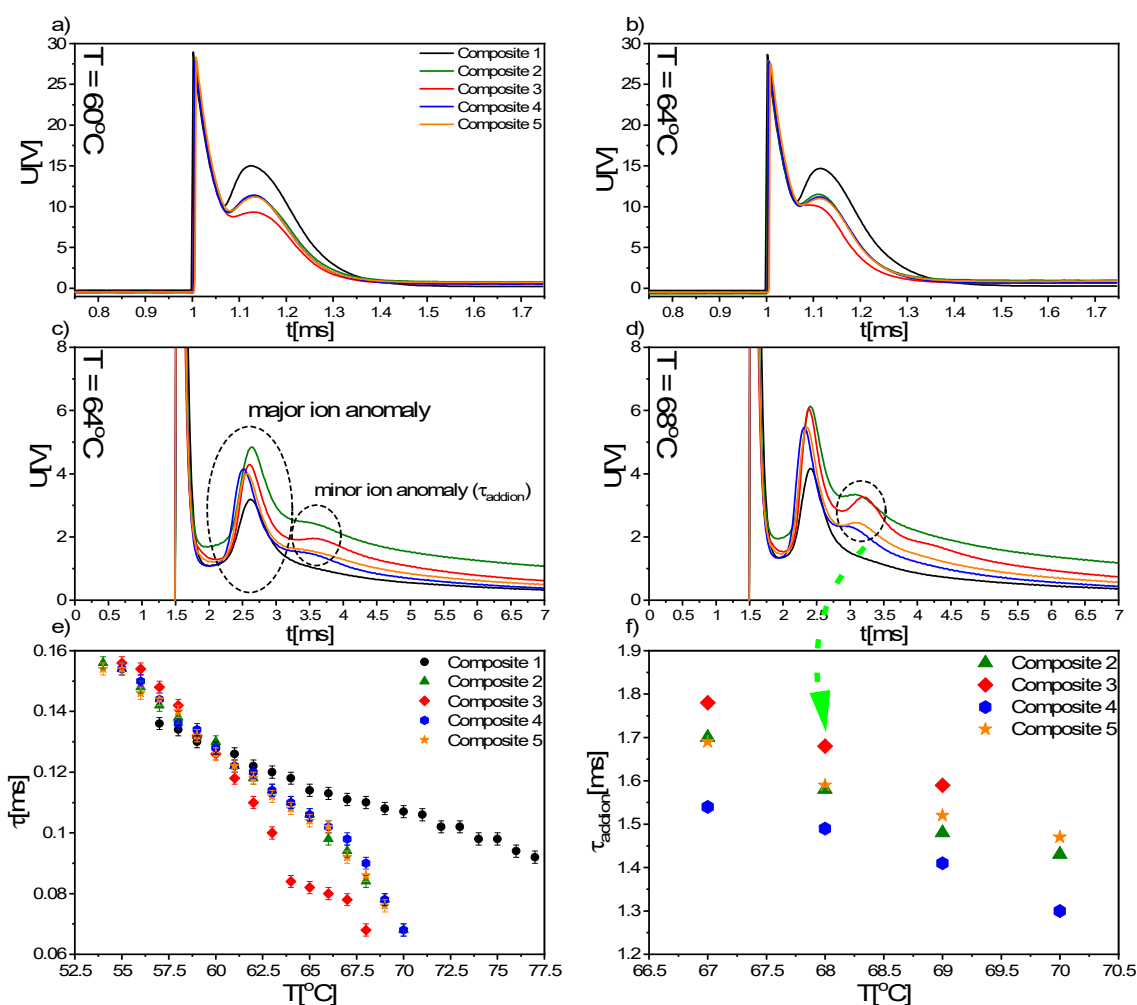 a)
T = 60°C
U[V]
30
25
20
15
10
5
0
Composite 1
Composite 2
Composite 3
Composite 4
Composite 5
0.8 0.9 1 1.1 1.2 1.3 1.4 1.5 1.6 1.7
t[ms]
b)
T = 64°C
U[V]
30
25
20
15
10
5
0
0.8 0.9 1 1.1 1.2 1.3 1.4 1.5 1.6 1.7
t[ms]
c)
T = 64°C
U[V]
8
6
4
2
0
major ion anomaly
minor ion anomaly (τaddion)
0 0.5 1 1.5 2 2.5 3 3.5 4 4.5 5 5.5 6 6.5 7
t[ms]
d)
T = 68°C
U[V]
8
6
4
2
0
0 0.5 1 1.5 2 2.5 3 3.5 4 4.5 5 5.5 6 6.5 7
t[ms]
e)
τ[ms]
0.16
0.14
0.12
0.1
0.08
0.06
Composite 1
Composite 2
Composite 3
Composite 4
Composite 5
52.5 55 57.5 60 62.5 65 67.5 70 72.5 75 77.5
T[°C]
f)
τaddion[ms]
1.9
1.8
1.7
1.6
1.5
1.4
1.3
1.2
Composite 2
Composite 3
Composite 4
Composite 5
66.5 67 67.5 68 68.5 69 69.5 70 70.5
T[°C]